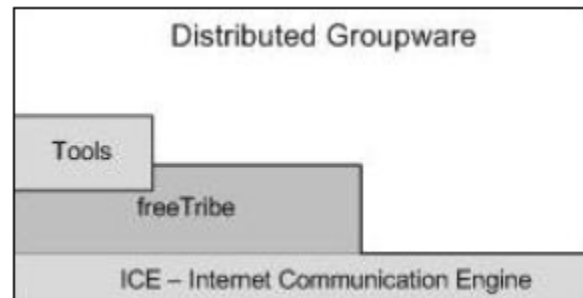 Distributed Groupware
Tools
freeTribe
ICE – Internet Communication Engine